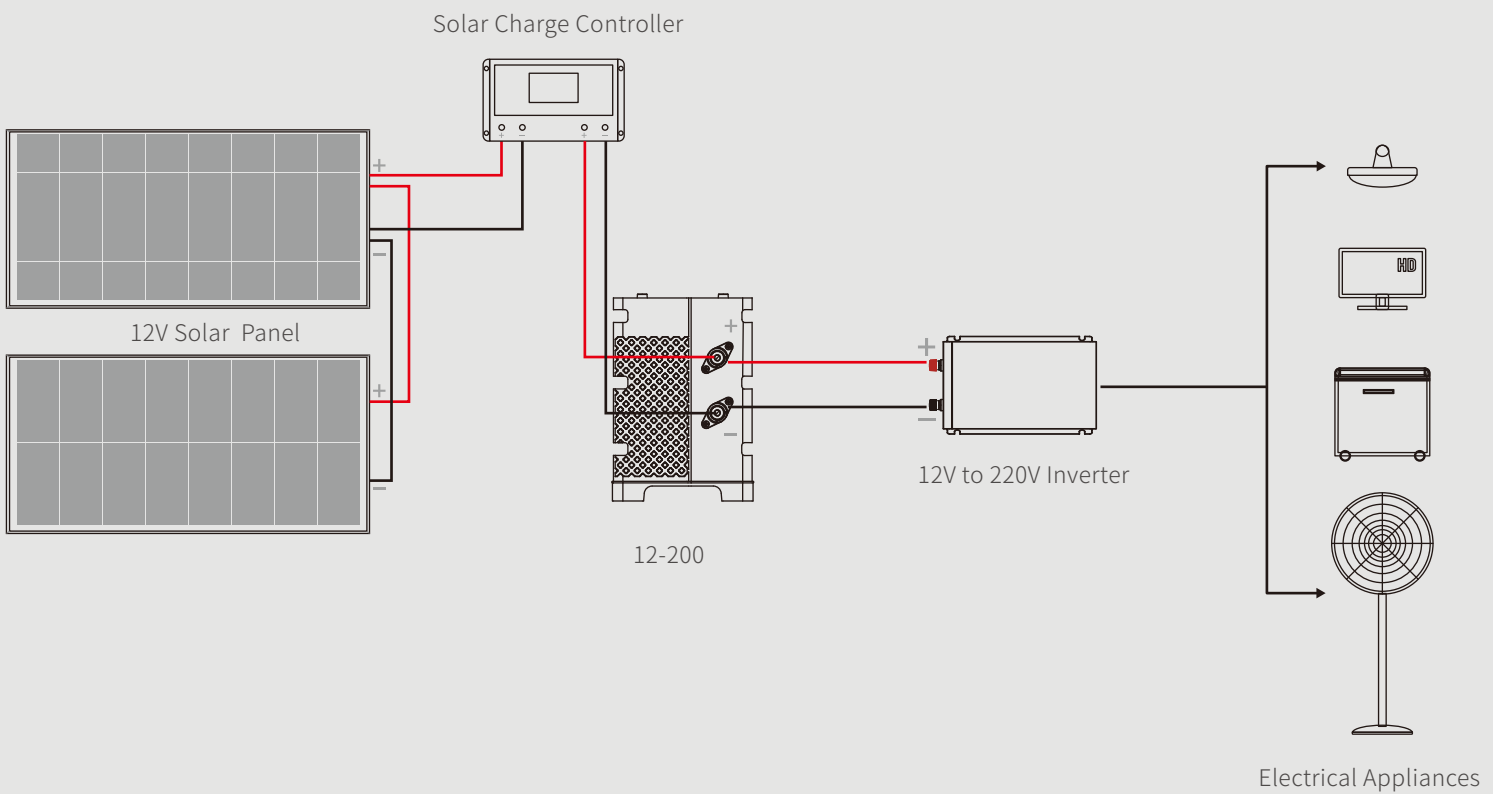 Solar Charge Controller
+ − + −
+
−
12V Solar Panel
+
−
+
−
+
−
HD
12V to 220V Inverter
12-200
Electrical Appliances